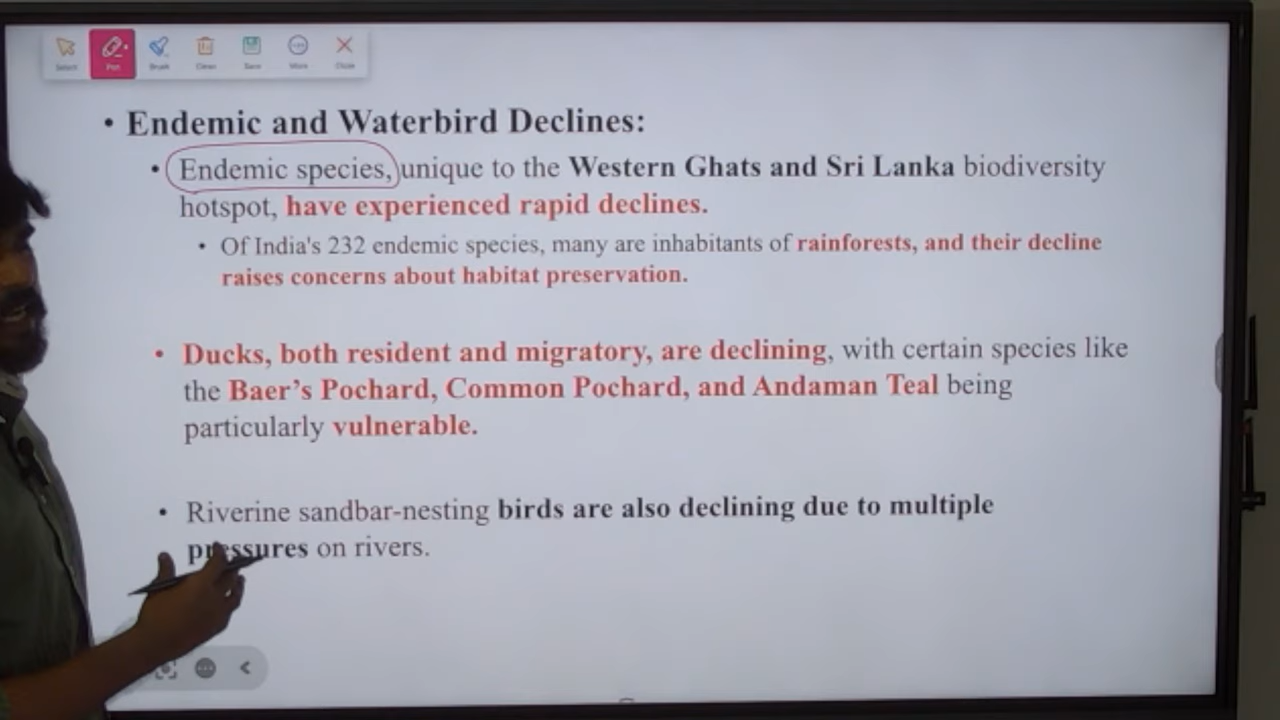 Select Pen Brush Clean Save More Close
• Endemic and Waterbird Declines:
• Endemic species, unique to the Western Ghats and Sri Lanka biodiversity
hotspot, have experienced rapid declines.
• Of India's 232 endemic species, many are inhabitants of rainforests, and their decline
raises concerns about habitat preservation.
• Ducks, both resident and migratory, are declining, with certain species like
the Baer’s Pochard, Common Pochard, and Andaman Teal being
particularly vulnerable.
• Riverine sandbar-nesting birds are also declining due to multiple
pressures on rivers.